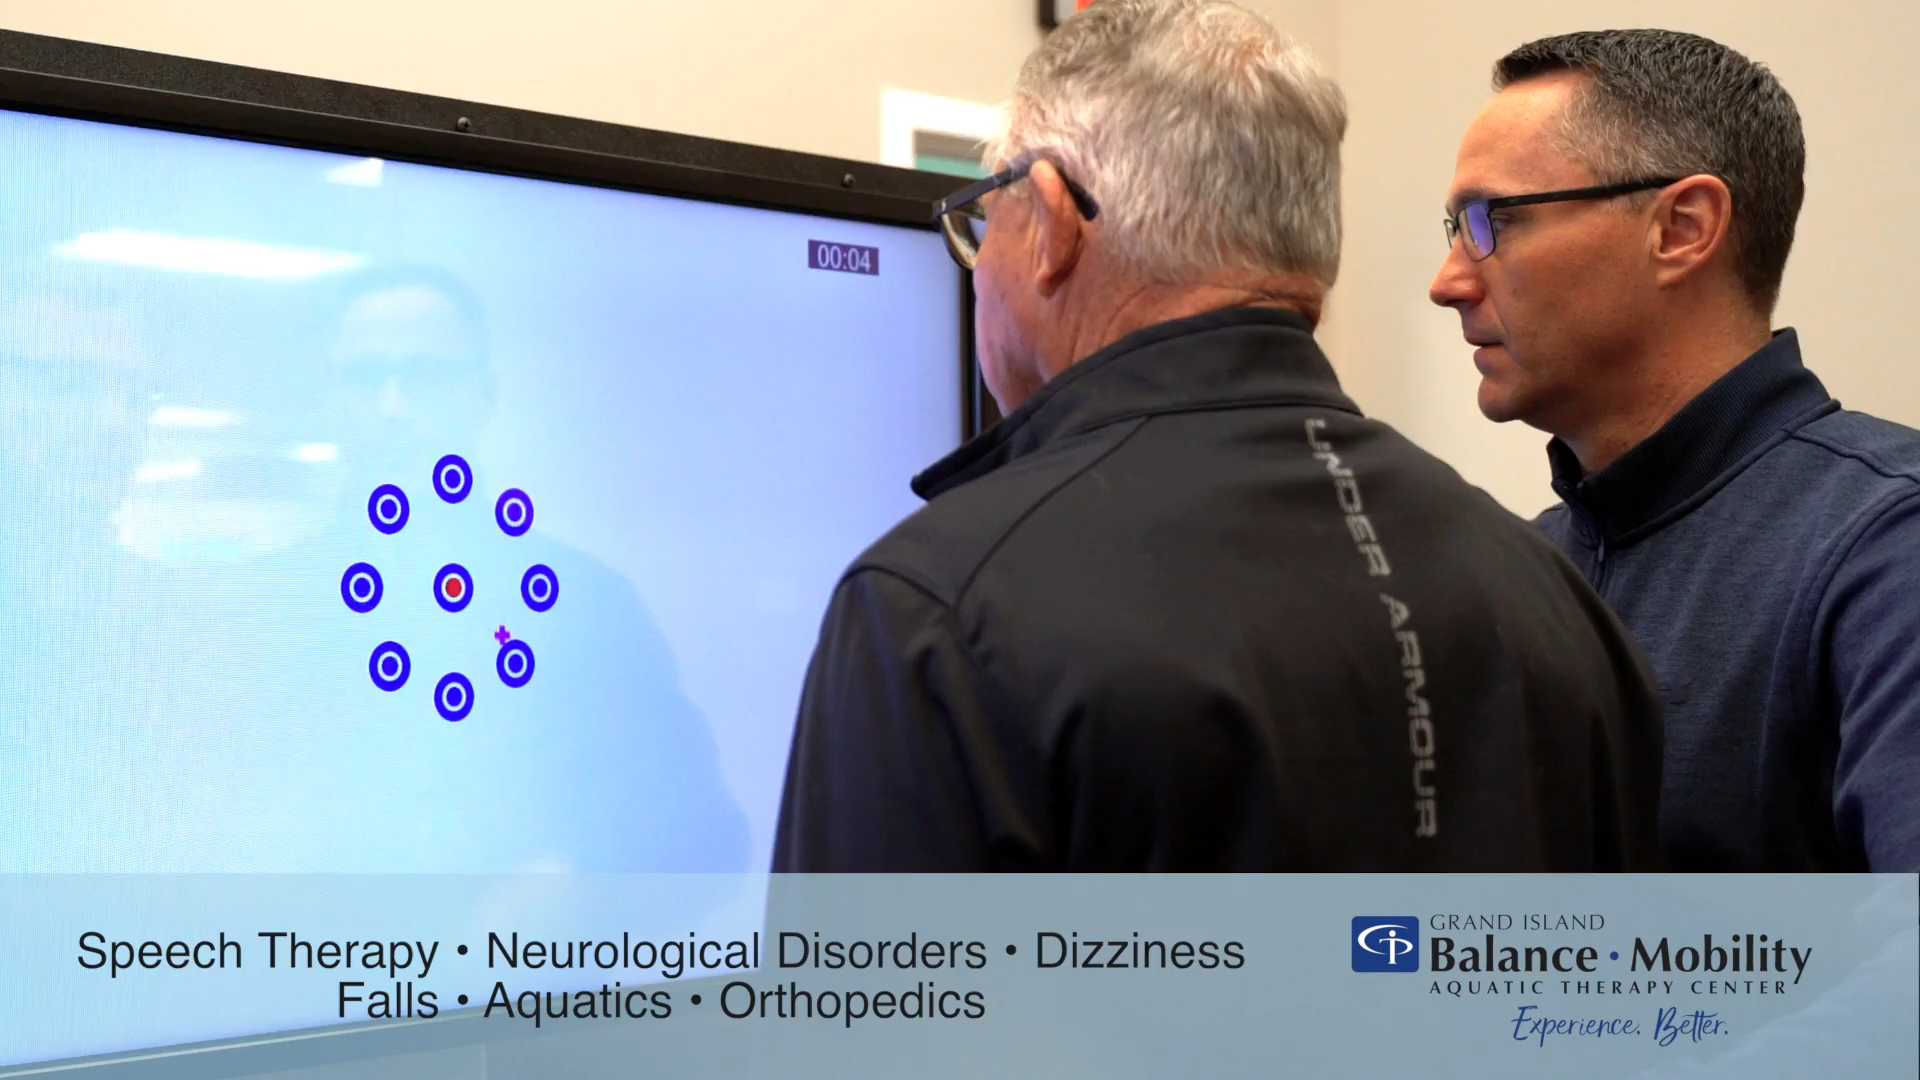 00:04
UNDER ARMOUR
Speech Therapy • Neurological Disorders • Dizziness
Falls • Aquatics • Orthopedics
GRAND ISLAND
Balance • Mobility
AQUATIC THERAPY CENTER
Experience. Better.